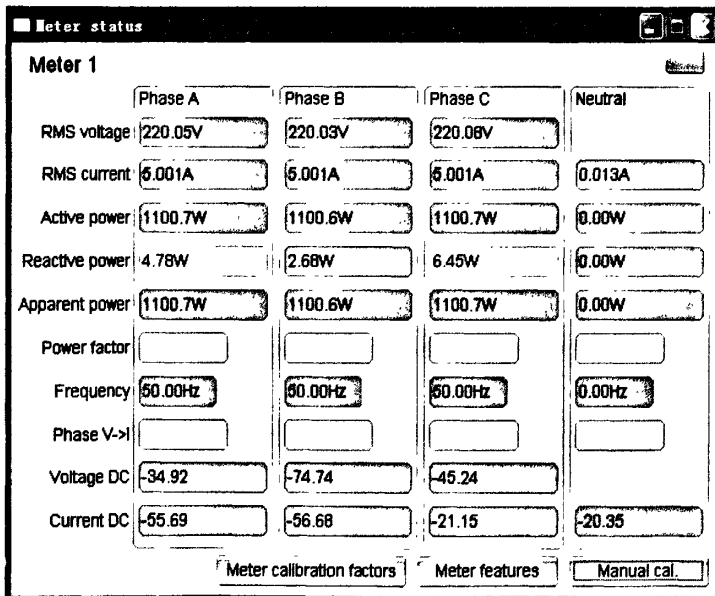 Meter status
Meter 1
Phase A Phase B Phase C Neutral
RMS voltage 220.05V 220.03V 220.08V
RMS current 5.001A 5.001A 5.001A 0.013A
Active power 1100.7W 1100.6W 1100.7W 0.00W
Reactive power 4.78W 2.68W 6.45W 0.00W
Apparent power 1100.7W 1100.6W 1100.7W 0.00W
Power factor
Frequency 50.00Hz 50.00Hz 50.00Hz 0.00Hz
Phase V->I
Voltage DC -34.92 -74.74 -45.24
Current DC -55.69 -56.68 -21.15 -20.35
Meter calibration factors Meter features Manual cal.